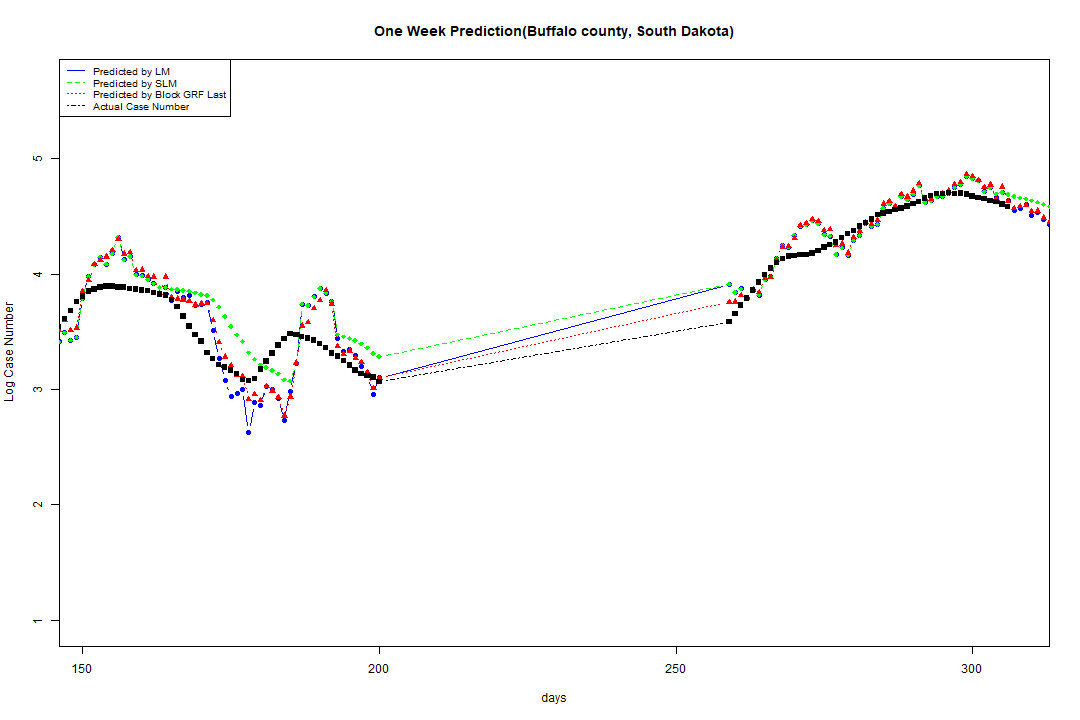 One Week Prediction(Buffalo county, South Dakota)
Predicted by LM
Predicted by SLM
Predicted by Block GRF Last
Actual Case Number
5
4
3
2
1
Log Case Number
150 200 250 300
days